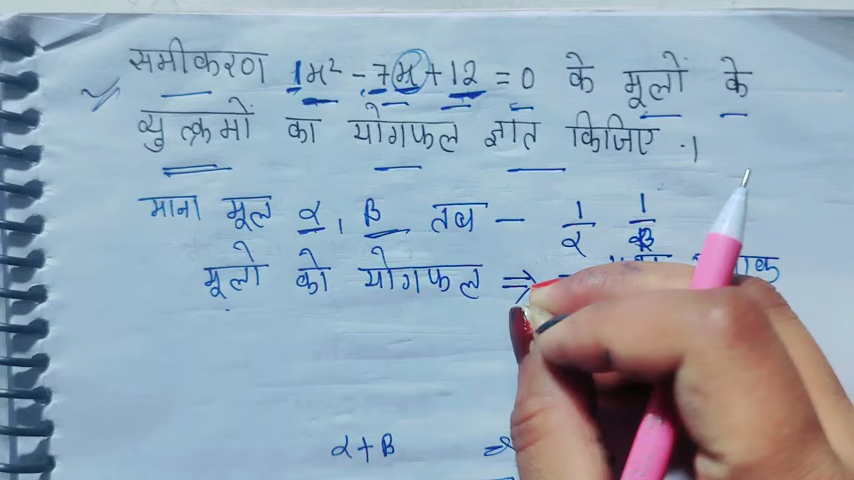 समीकरण 1x² - 7x + 12 = 0 के मूलों के
व्युत्क्रमों का योगफल ज्ञात किजिए .।
माना मूल α, β तब - 1/α 1/β
मूलो को योगफल ⇒ -
α + β =